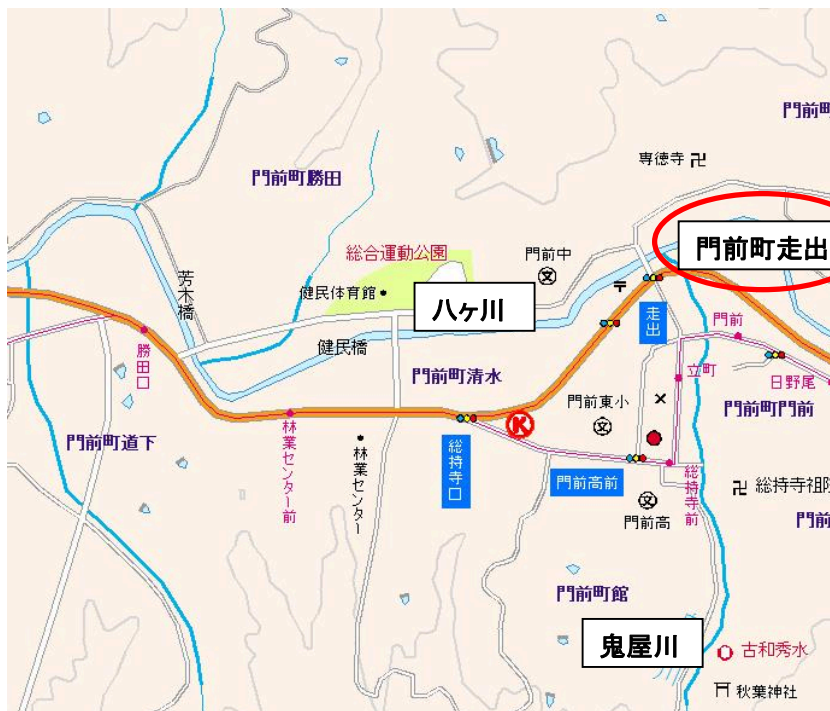 門前町
専徳寺
門前町勝田
門前町走出
総合運動公園
門前中
芳木橋
健民体育館
八ヶ川
走出
門前
健民橋
勝田口
立町
門前町清水
日野尾
門前東小
門前町門前
門前町道下
林業センター前
林業センター
総持寺口
K
門前高前
総持寺前
総持寺祖院
門前高
門前
門前町館
鬼屋川
古和秀水
秋葉神社